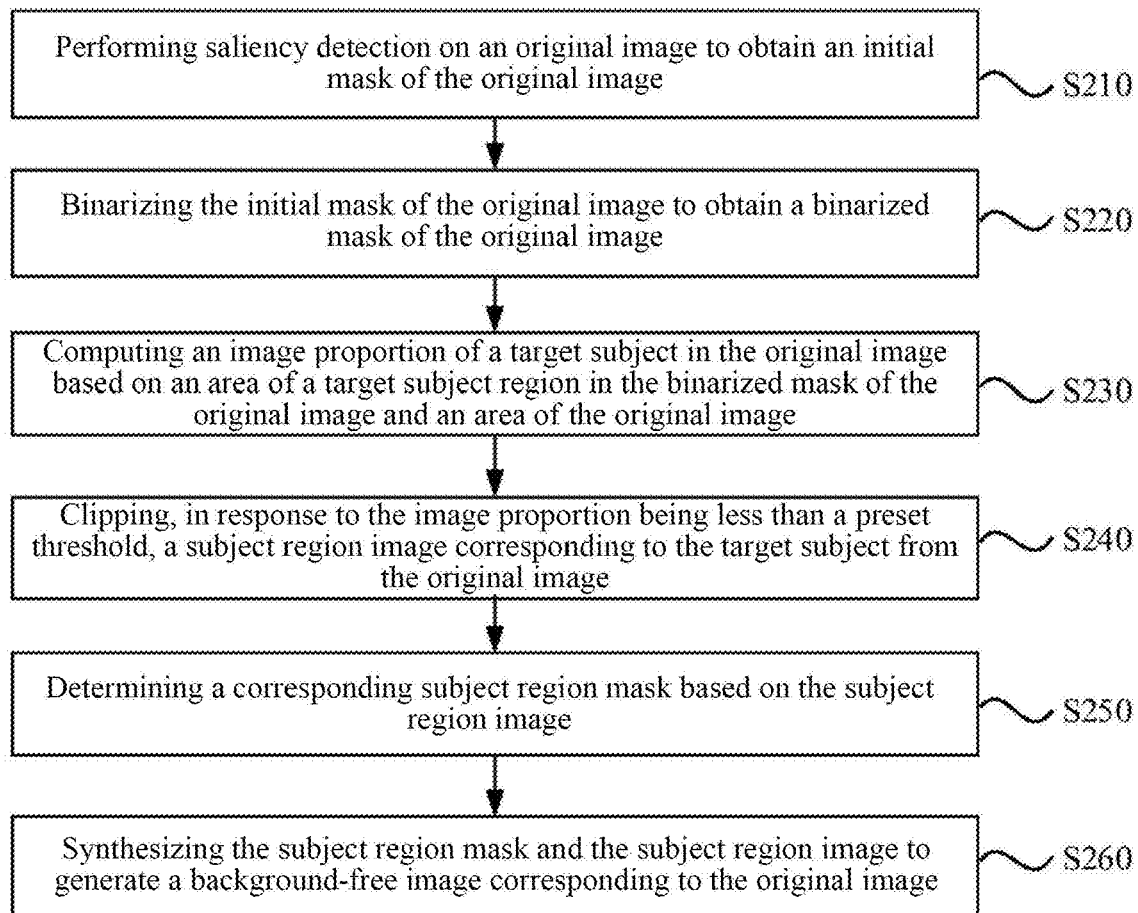 Performing saliency detection on an original image to obtain an initial
mask of the original image
S210
Binarizing the initial mask of the original image to obtain a binarized
mask of the original image
S220
Computing an image proportion of a target subject in the original image
based on an area of a target subject region in the binarized mask of the
original image and an area of the original image
S230
Clipping, in response to the image proportion being less than a preset
threshold, a subject region image corresponding to the target subject from
the original image
S240
Determining a corresponding subject region mask based on the subject
region image
S250
Synthesizing the subject region mask and the subject region image to
generate a background-free image corresponding to the original image
S260